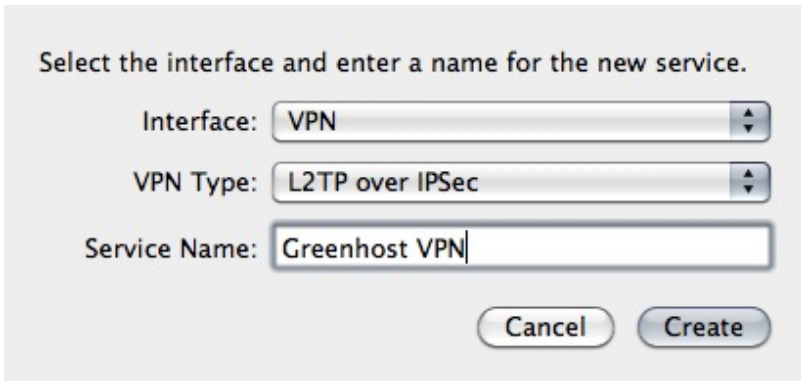 Select the interface and enter a name for the new service.
Interface: VPN
VPN Type: L2TP over IPSec
Service Name: Greenhost VPN
Cancel Create